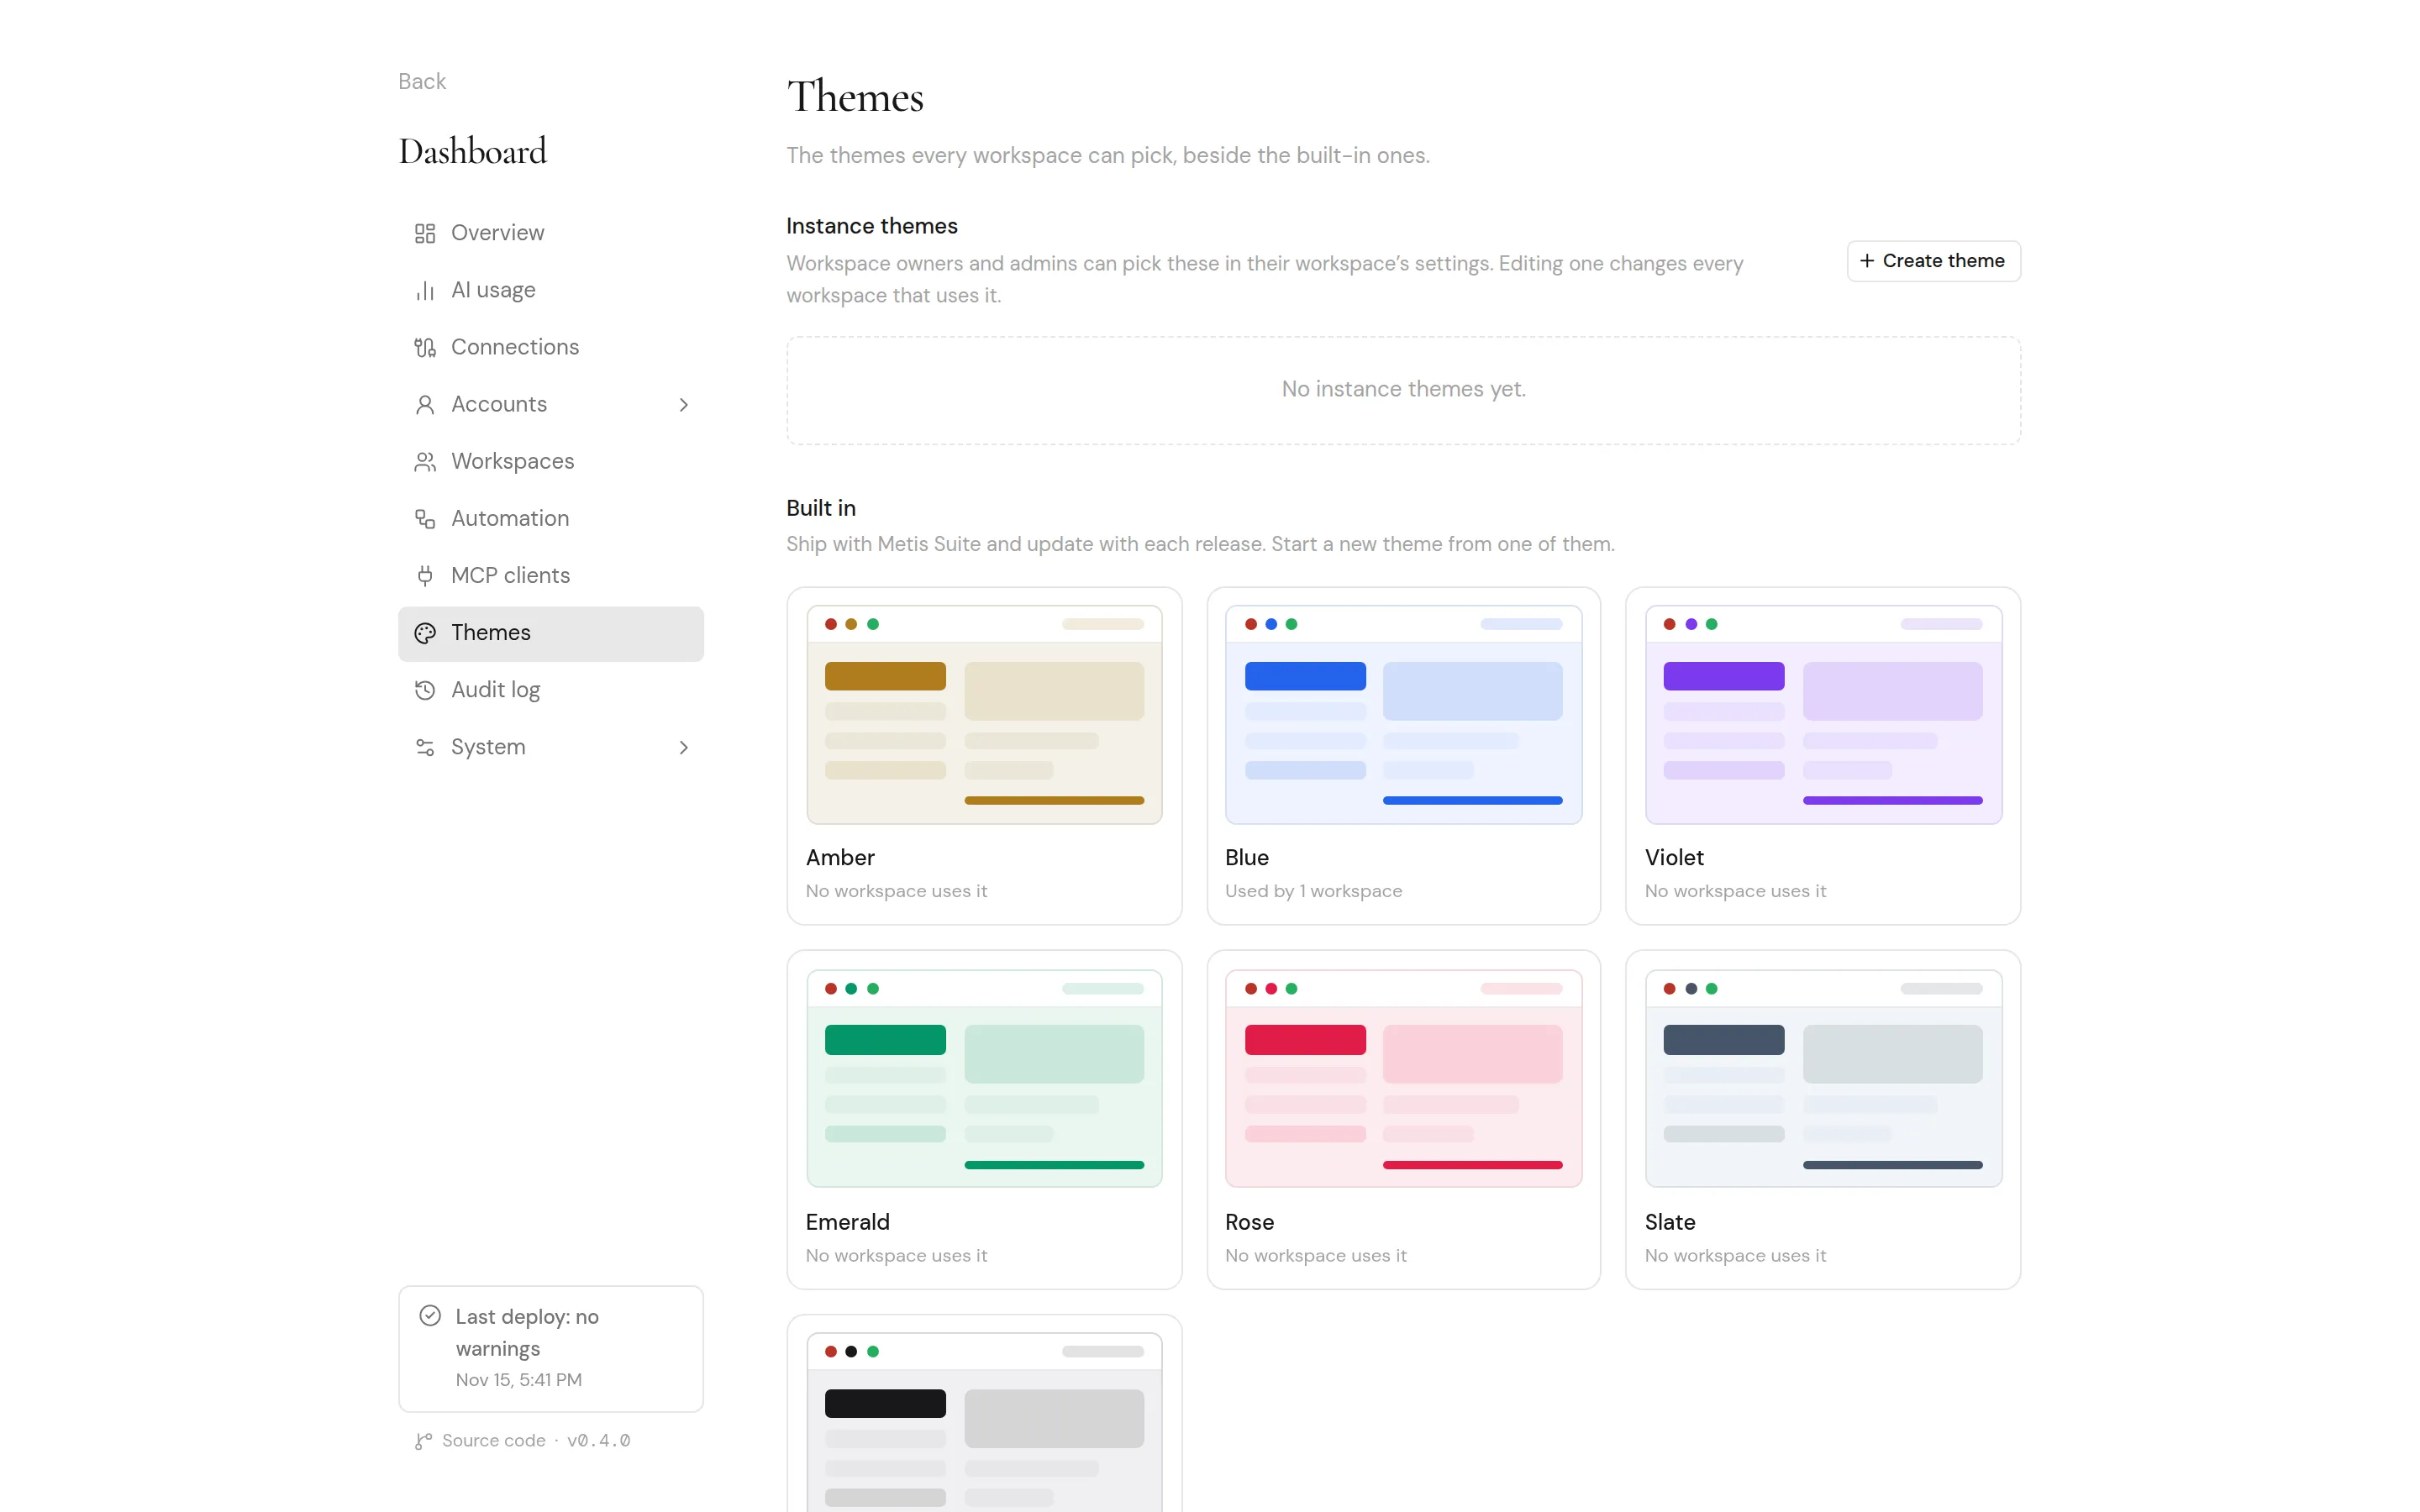 Back
Dashboard
Overview
AI usage
Connections
Accounts
Workspaces
Automation
MCP clients
Themes
Audit log
System
Last deploy: no
warnings
Nov 15, 5:41 PM
Source code · v0.4.0
Themes
The themes every workspace can pick, beside the built-in ones.
Instance themes
Workspace owners and admins can pick these in their workspace’s settings. Editing one changes every
workspace that uses it.
Create theme
No instance themes yet.
Built in
Ship with Metis Suite and update with each release. Start a new theme from one of them.
Amber
No workspace uses it
Blue
Used by 1 workspace
Violet
No workspace uses it
Emerald
No workspace uses it
Rose
No workspace uses it
Slate
No workspace uses it